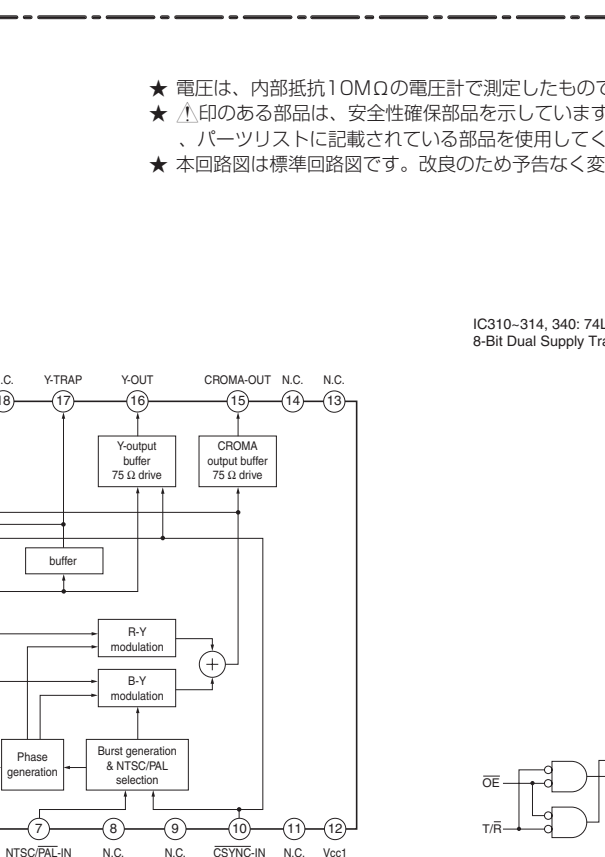 ★ 電圧は、内部抵抗10MΩの電圧計で測定したもので
★ ⚠印のある部品は、安全性確保部品を示しています
、パーツリストに記載されている部品を使用してく
★ 本回路図は標準回路図です。改良のため予告なく変
IC310~314, 340: 74L
8-Bit Dual Supply Tra
.C. Y-TRAP Y-OUT CROMA-OUT N.C. N.C.
18 17 16 15 14 13
Y-output
buffer
75 Ω drive
CROMA
output buffer
75 Ω drive
buffer
R-Y
modulation
+
B-Y
modulation
Phase
generation
Burst generation
& NTSC/PAL
selection
7 8 9 10 11 12
NTSC/P̅A̅L̅-IN N.C. N.C. C̅S̅Y̅N̅C̅-IN N.C. Vcc1
O̅E̅
T/R̅